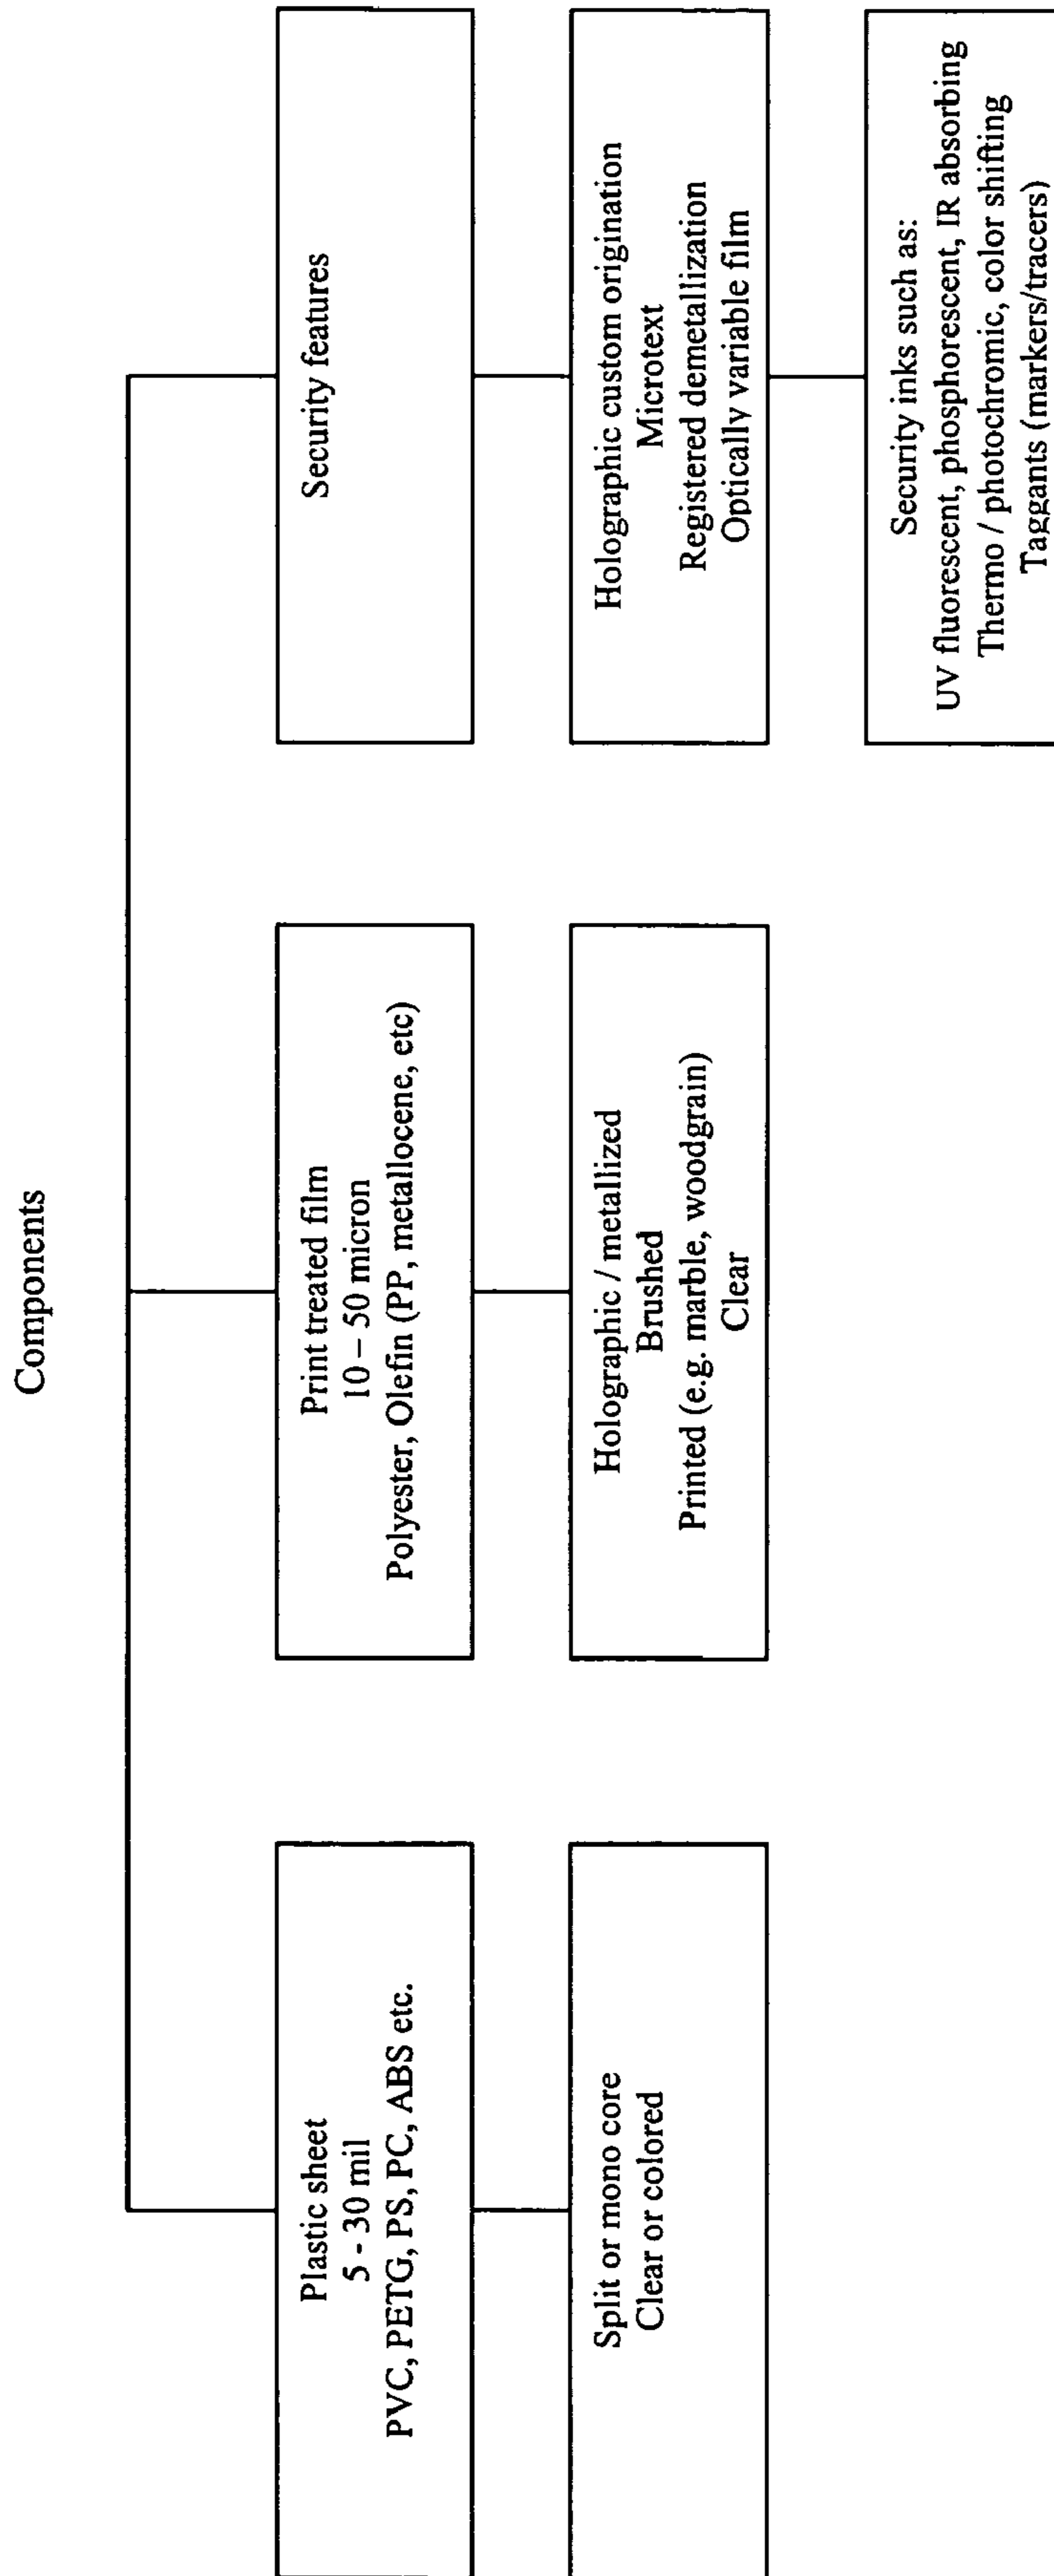 Components
Plastic sheet
5 - 30 mil
PVC, PETG, PS, PC, ABS etc.
Split or mono core
Clear or colored
Print treated film
10 – 50 micron
Polyester, Olefin (PP, metallocene, etc)
Holographic / metallized
Brushed
Printed (e.g. marble, woodgrain)
Clear
Security features
Holographic custom origination
Microtext
Registered demetallization
Optically variable film
Security inks such as:
UV fluorescent, phosphorescent, IR absorbing
Thermo / photochromic, color shifting
Taggants (markers/tracers)